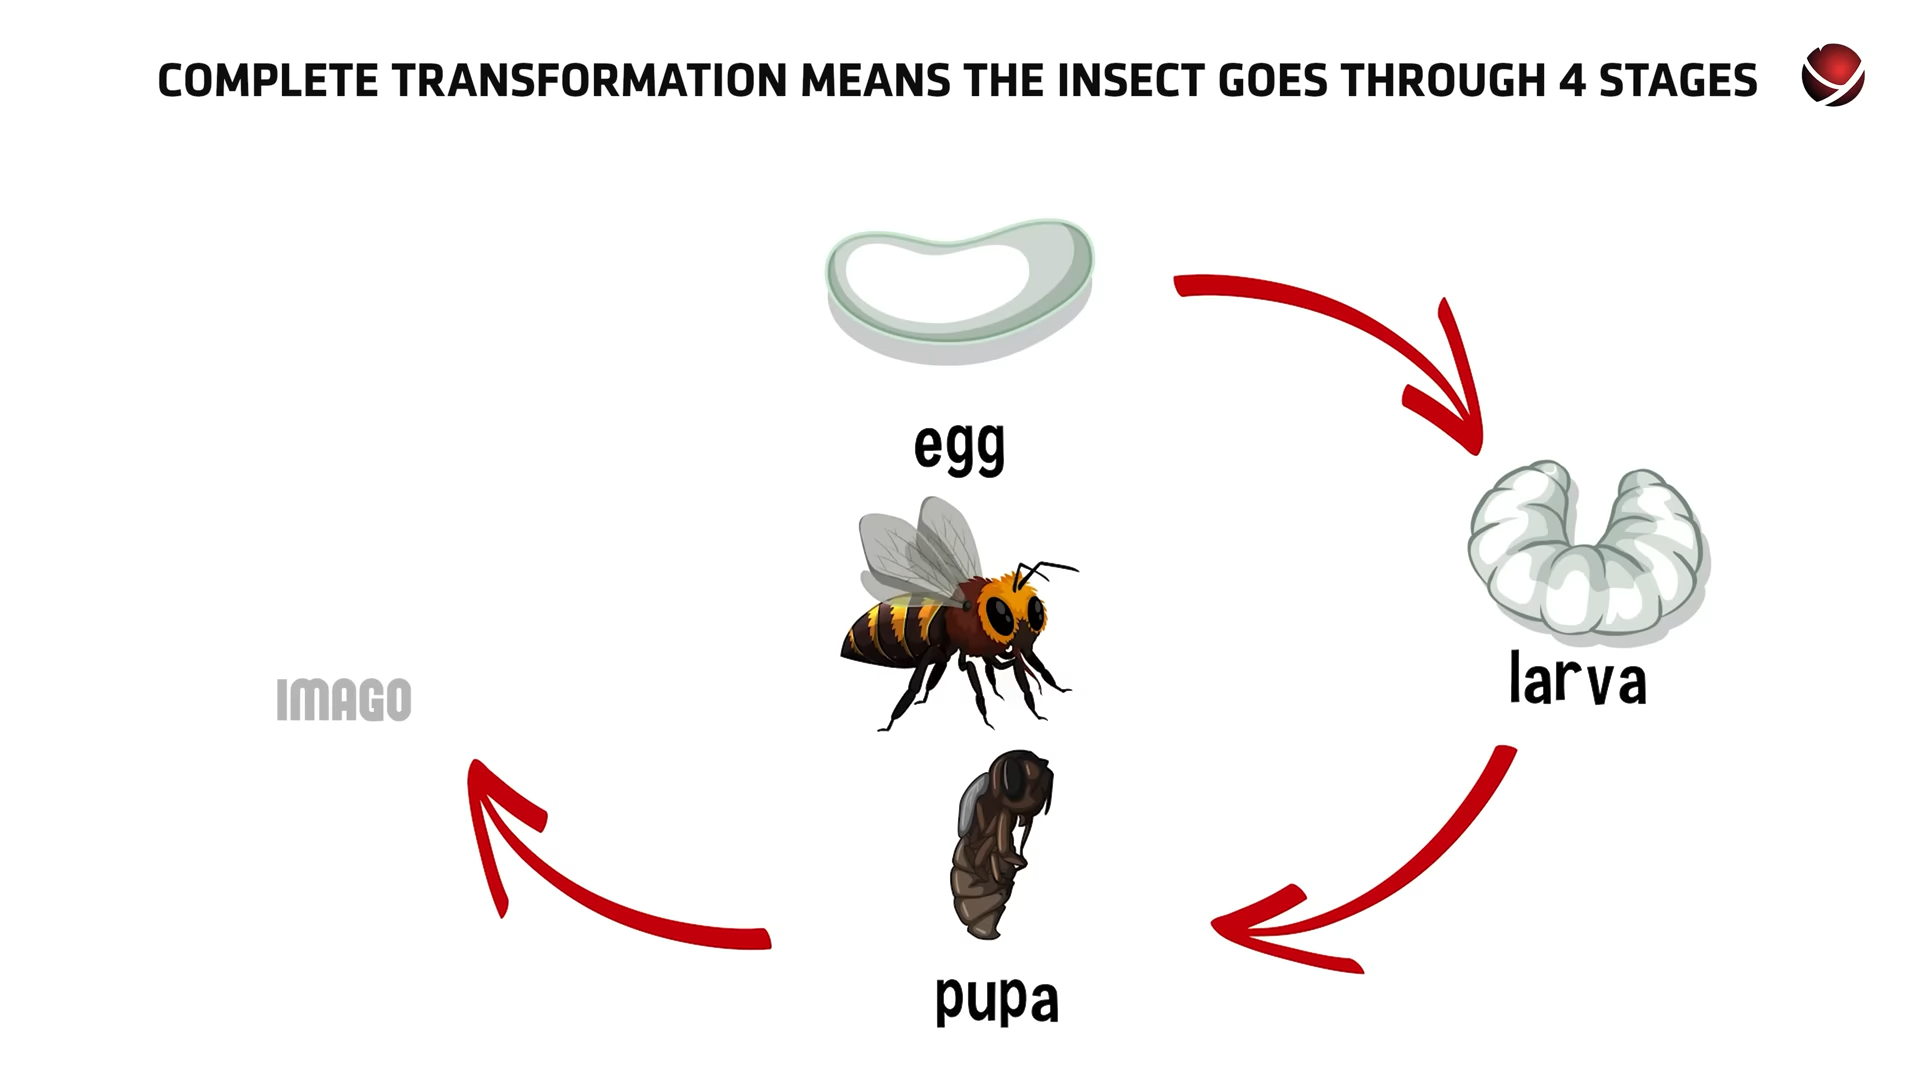 COMPLETE TRANSFORMATION MEANS THE INSECT GOES THROUGH 4 STAGES
egg
larva
IMAGO
pupa